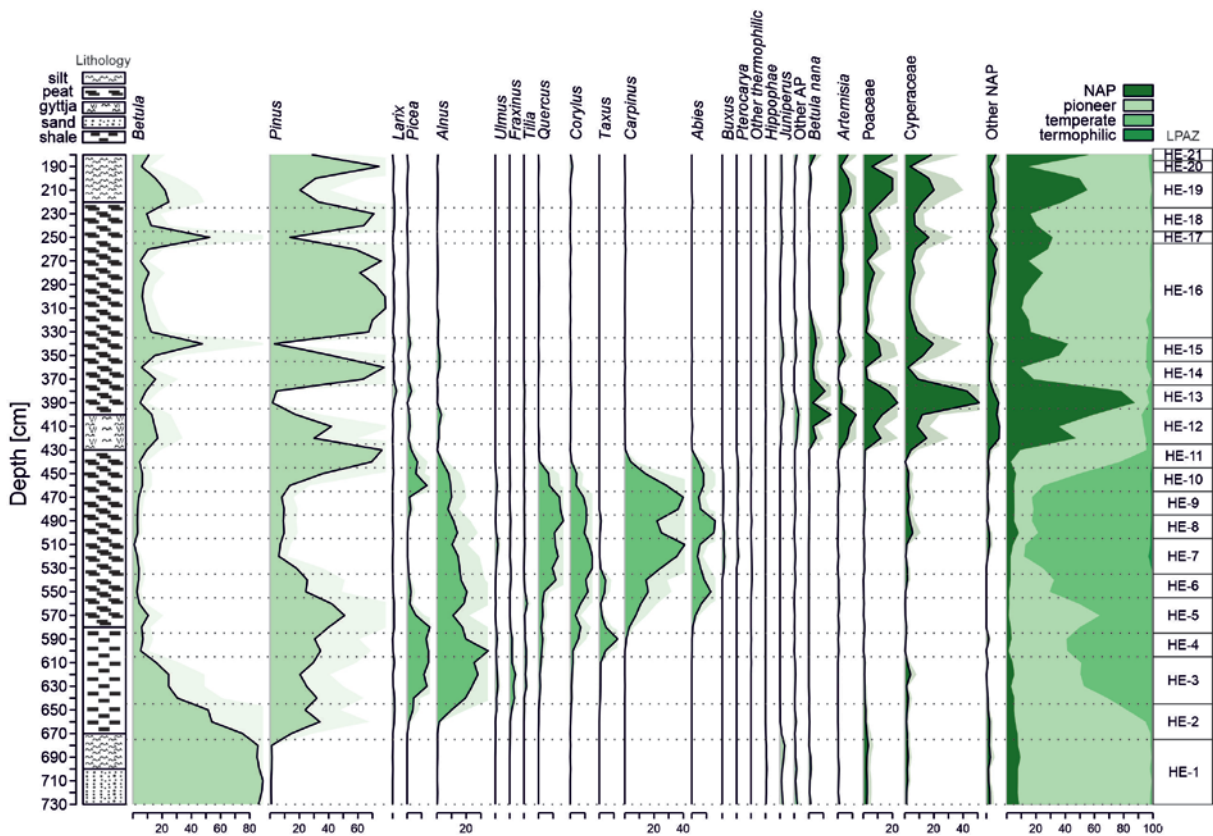 Lithology
silt
peat
gyttja
sand
shale
Betula
Pinus
Larix
Picea
Alnus
Ulmus
Fraxinus
Tilia
Quercus
Corylus
Taxus
Carpinus
Abies
Buxus
Pterocarya
Other thermophilic
Hippophae
Juniperus
Other AP
Betula nana
Artemisia
Poaceae
Cyperaceae
Other NAP
NAP
pioneer
temperate
termophilic
LPAZ
Depth [cm]
190
210
230
250
270
290
310
330
350
370
390
410
430
450
470
490
510
530
550
570
590
610
630
650
670
690
710
730
HE-21
HE-20
HE-19
HE-18
HE-17
HE-16
HE-15
HE-14
HE-13
HE-12
HE-11
HE-10
HE-9
HE-8
HE-7
HE-6
HE-5
HE-4
HE-3
HE-2
HE-1
20 40 60 80 20 40 60 20 20 40 20 20 40 20 40 60 80 100